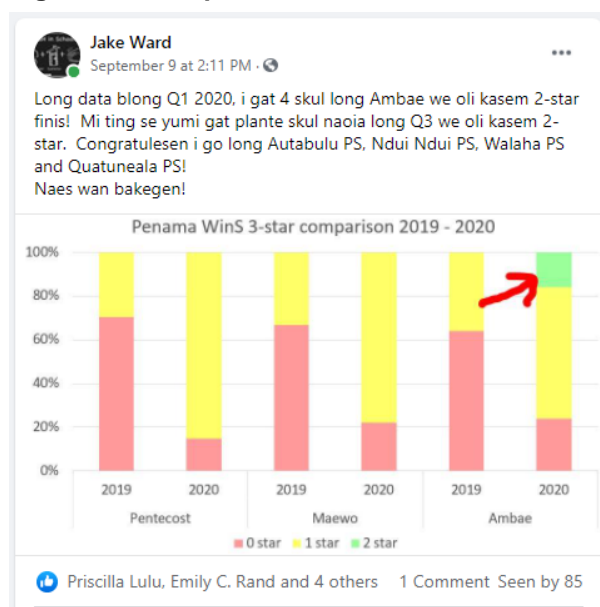 Jake Ward
September 9 at 2:11 PM ·
Long data blong Q1 2020, i gat 4 skul long Ambae we oli kasem 2-star
finis! Mi ting se yumi gat plante skul naoia long Q3 we oli kasem 2-
star. Congratulesen i go long Autabulu PS, Ndui Ndui PS, Walaha PS
and Quatuneala PS!
Naes wan bakegen!
Penama WinS 3-star comparison 2019 - 2020
100%
80%
60%
40%
20%
0%
2019 2020 2019 2020 2019 2020
Pentecost Maewo Ambae
0 star 1 star 2 star
Priscilla Lulu, Emily C. Rand and 4 others 1 Comment Seen by 85